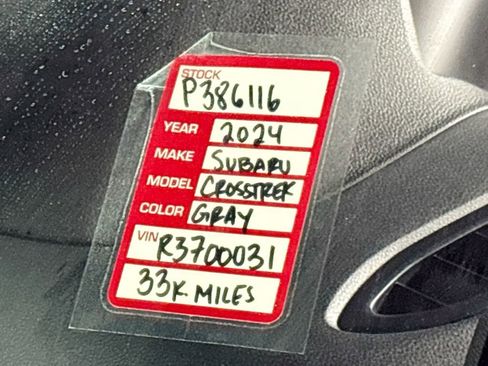 STOCK
P386116
YEAR 2024
MAKE SUBARU
MODEL CROSSTREK
COLOR GRAY
VIN R3700031
33K MILES